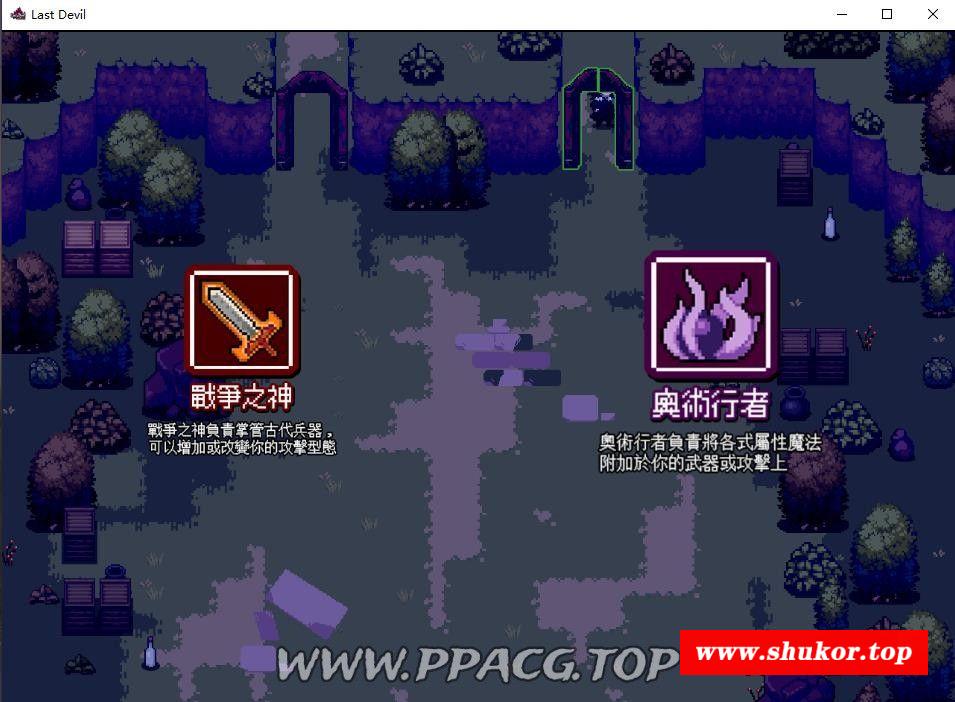 Last Devil
戰爭之神
戰爭之神負責掌管古代兵器，
可以增加或改變你的攻擊型態
奧術行者
奧術行者負責將各式屬性魔法
附加於你的武器或攻擊上
WWW.PPACG.TOP
www.shukor.top